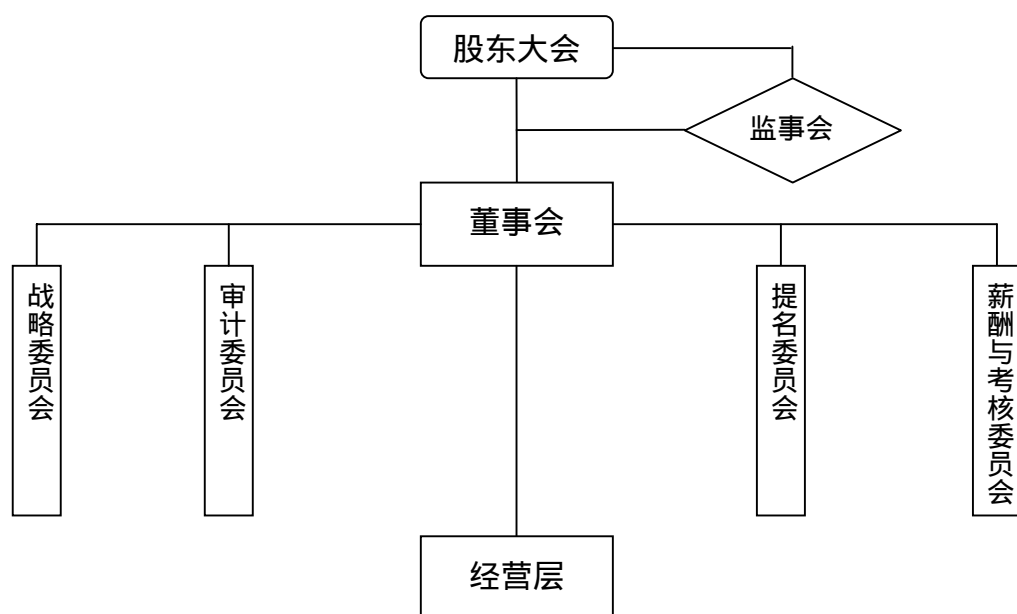 股东大会
监事会
董事会
战略委员会
审计委员会
提名委员会
薪酬与考核委员会
经营层